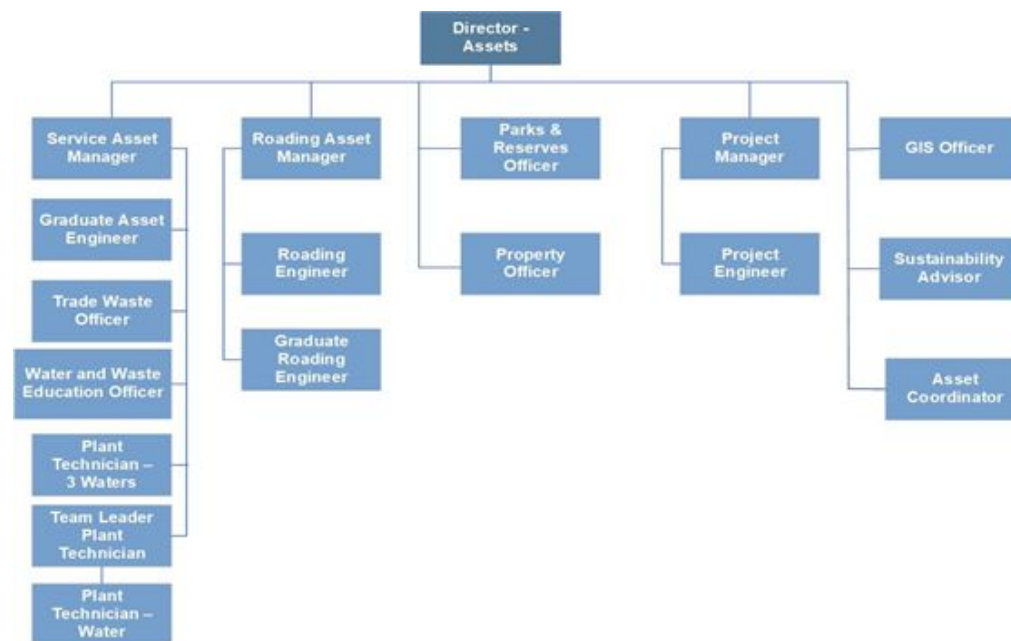 Director -
Assets
Service Asset
Manager
Roading Asset
Manager
Parks &
Reserves
Officer
Project
Manager
GIS Officer
Graduate Asset
Engineer
Roading
Engineer
Property
Officer
Project
Engineer
Sustainability
Advisor
Trade Waste
Officer
Graduate
Roading
Engineer
Water and Waste
Education Officer
Asset
Coordinator
Plant
Technician –
3 Waters
Team Leader
Plant
Technician
Plant
Technician –
Water